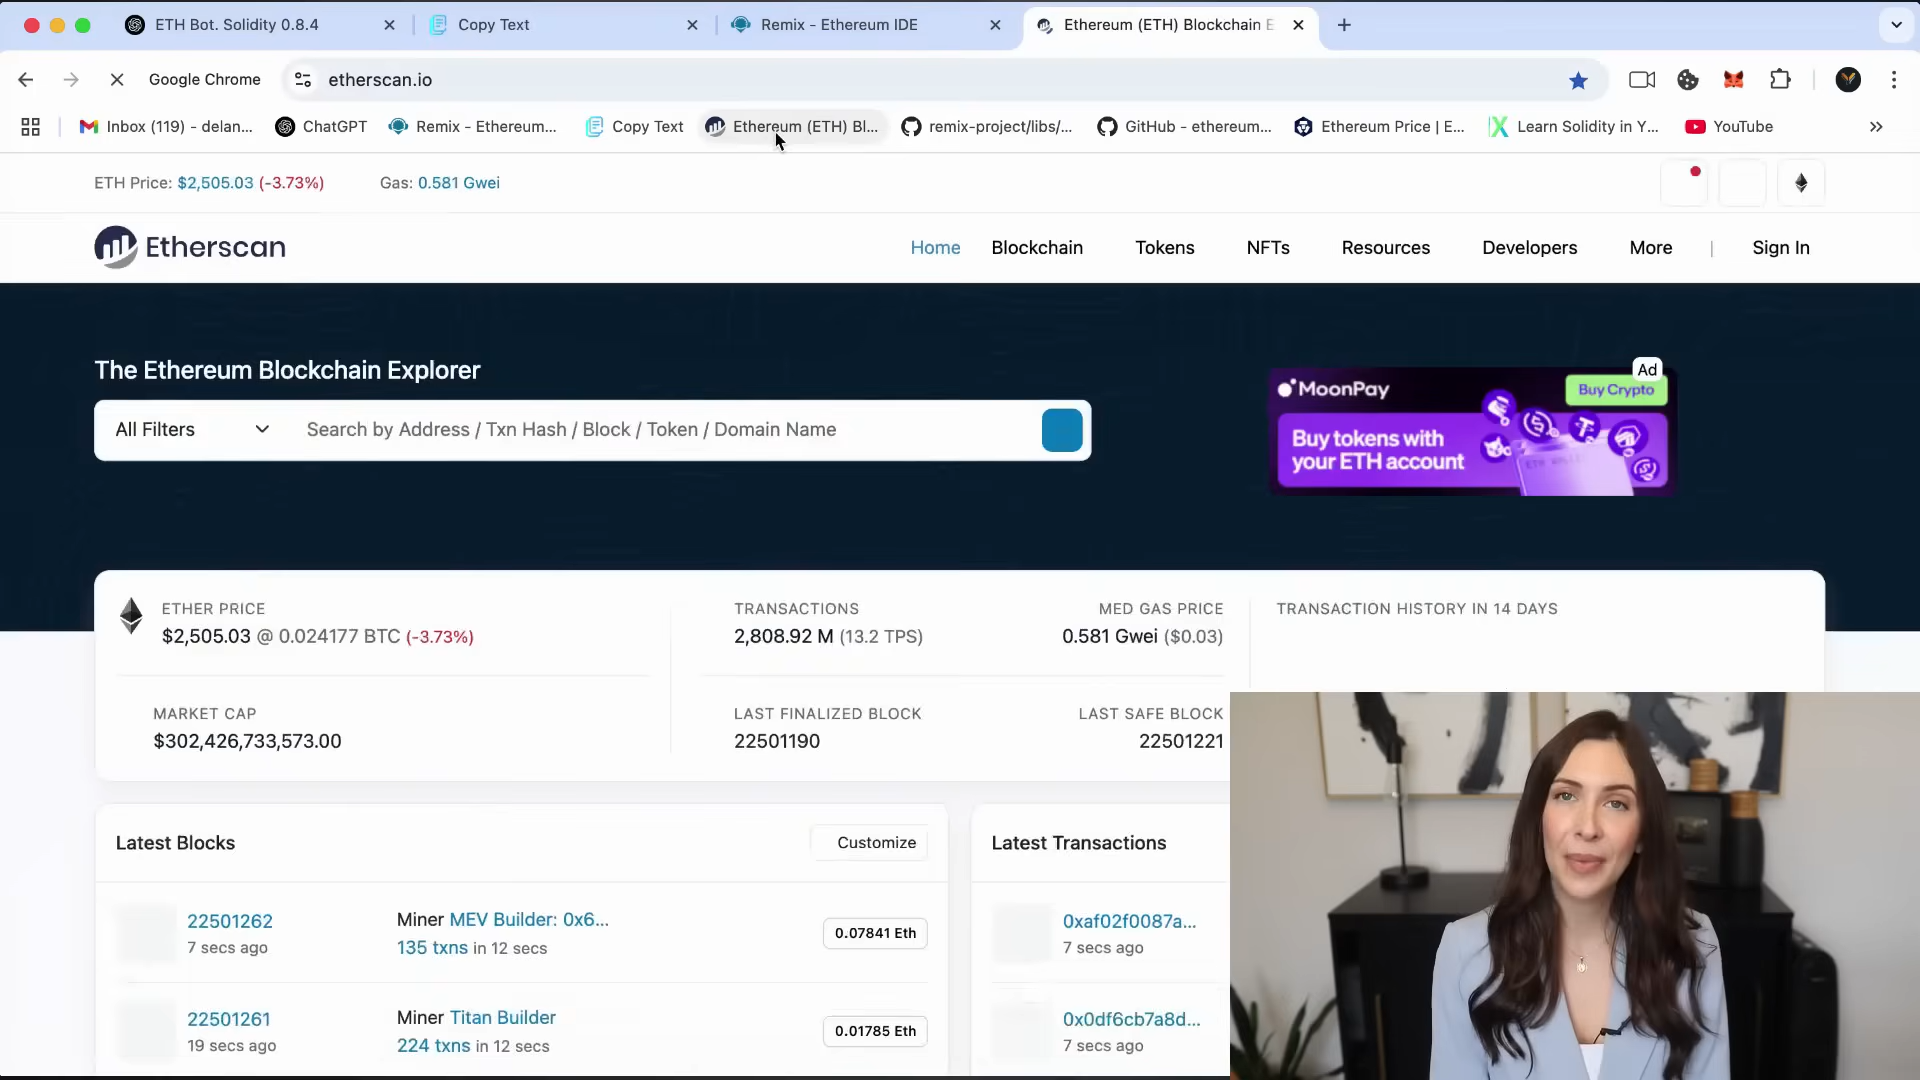 ETH Bot. Solidity 0.8.4
Copy Text
Remix - Ethereum IDE
Ethereum (ETH) Blockchain E
Google Chrome
etherscan.io
Inbox (119) - delan...
ChatGPT
Remix - Ethereum...
Copy Text
Ethereum (ETH) Bl...
remix-project/libs/...
GitHub - ethereum...
Ethereum Price | E...
Learn Solidity in Y...
YouTube
ETH Price: $2,505.03 (-3.73%)
Gas: 0.581 Gwei
Etherscan
Home
Blockchain
Tokens
NFTs
Resources
Developers
More
Sign In
The Ethereum Blockchain Explorer
All Filters
Search by Address / Txn Hash / Block / Token / Domain Name
Ad
MoonPay
Buy Crypto
Buy tokens with
your ETH account
ETHER PRICE
$2,505.03 @ 0.024177 BTC (-3.73%)
TRANSACTIONS
2,808.92 M (13.2 TPS)
MED GAS PRICE
0.581 Gwei ($0.03)
TRANSACTION HISTORY IN 14 DAYS
MARKET CAP
$302,426,733,573.00
LAST FINALIZED BLOCK
22501190
LAST SAFE BLOCK
22501221
Latest Blocks
Customize
Latest Transactions
22501262
7 secs ago
Miner MEV Builder: 0x6...
135 txns in 12 secs
0.07841 Eth
0xaf02f0087a...
7 secs ago
22501261
19 secs ago
Miner Titan Builder
224 txns in 12 secs
0.01785 Eth
0x0df6cb7a8d...
7 secs ago